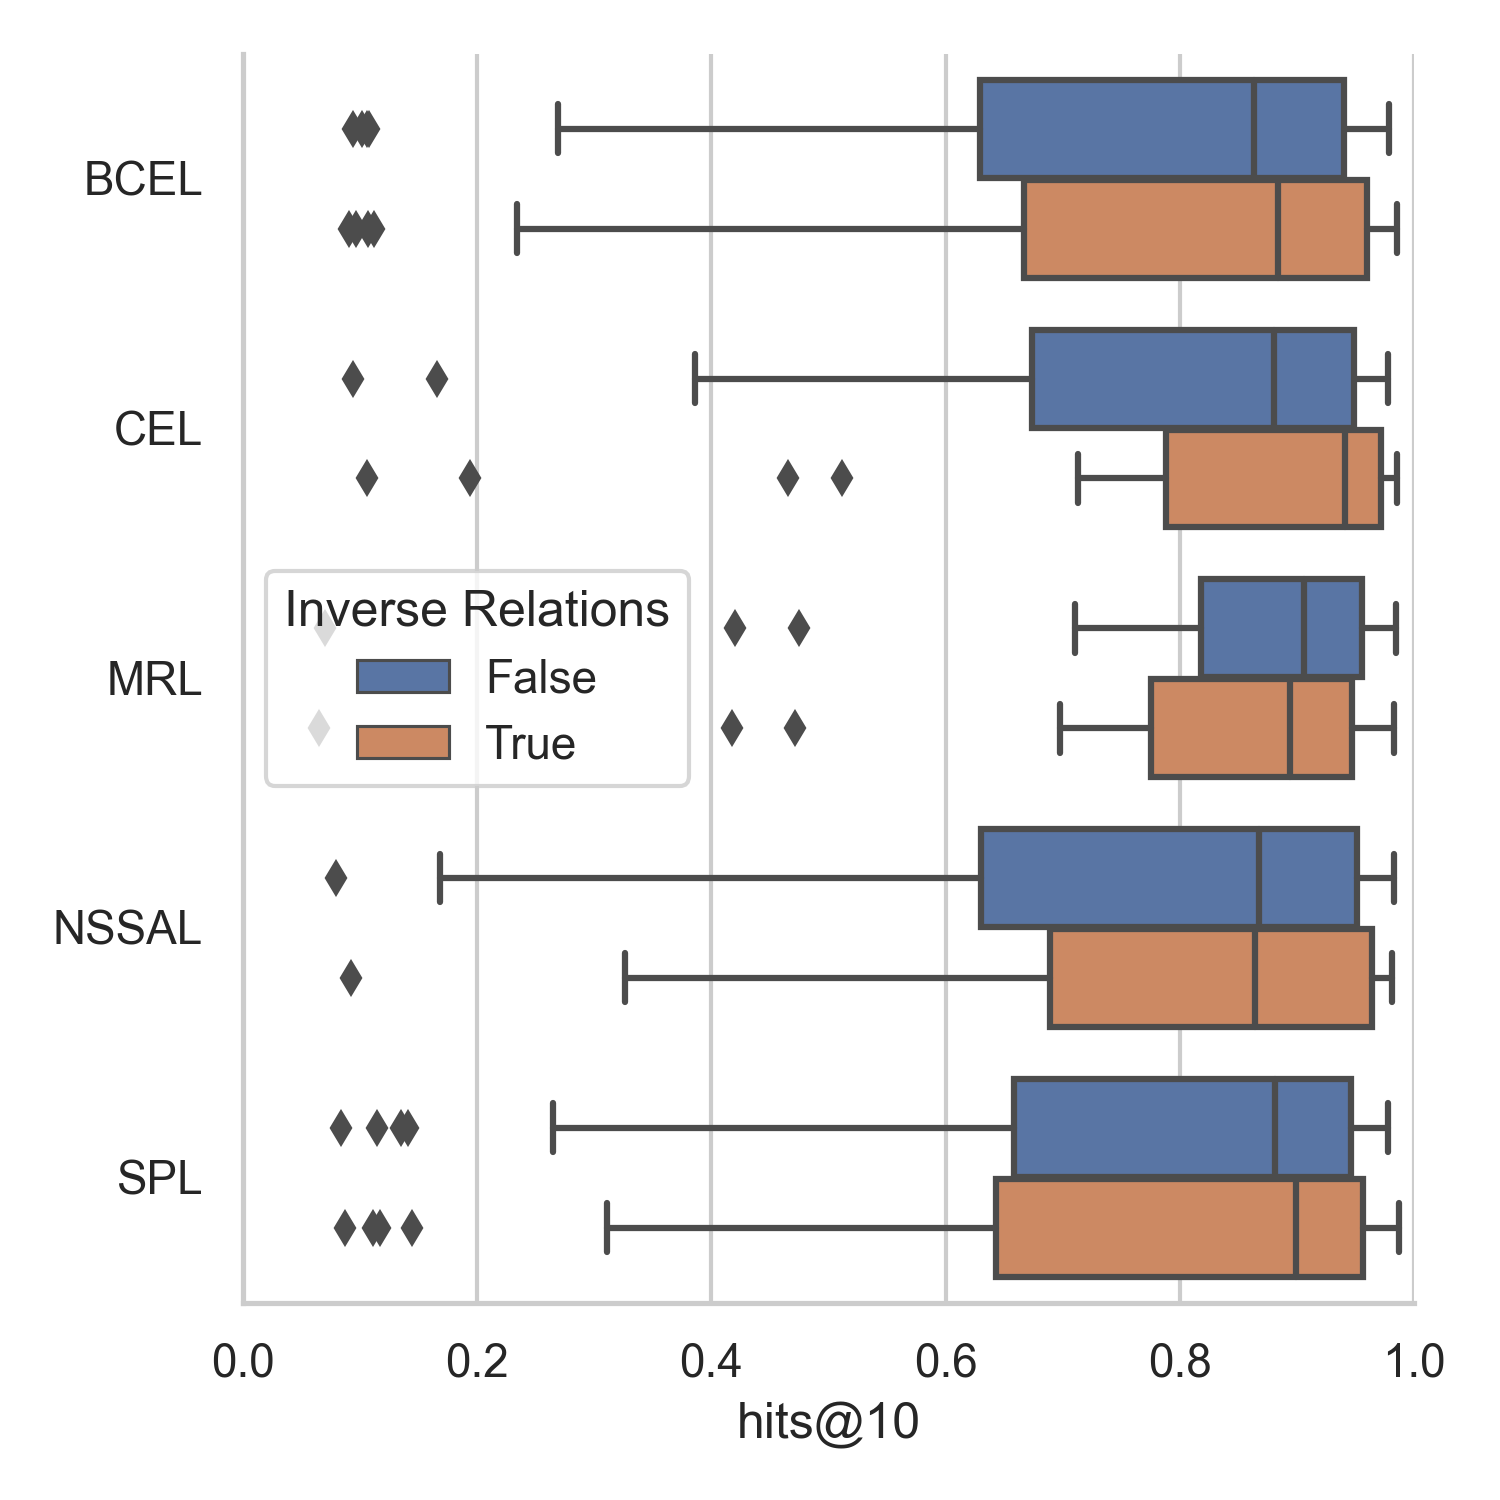 BCEL
CEL
MRL
NSSAL
SPL
Inverse Relations
False
True
0.0 0.2 0.4 0.6 0.8 1.0
hits@10